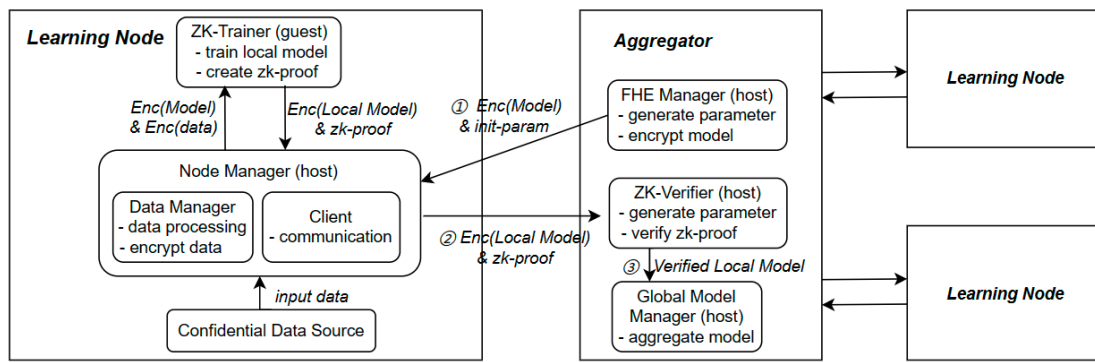 Learning Node
ZK-Trainer (guest)
- train local model
- create zk-proof
Enc(Model)
& Enc(data)
Enc(Local Model)
& zk-proof
Node Manager (host)
Data Manager
- data processing
- encrypt data
Client
- communication
input data
Confidential Data Source
① Enc(Model)
& init-param
② Enc(Local Model)
& zk-proof
Aggregator
FHE Manager (host)
- generate parameter
- encrypt model
ZK-Verifier (host)
- generate parameter
- verify zk-proof
③ Verified Local Model
Global Model
Manager (host)
- aggregate model
Learning Node
Learning Node